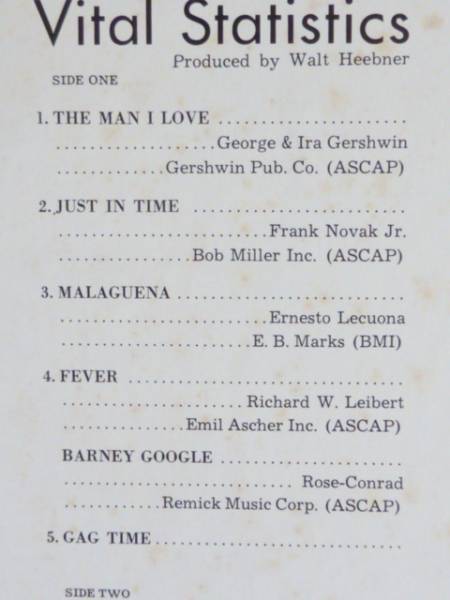 Vital Statistics
Produced by Walt Heebner
SIDE ONE
1. THE MAN I LOVE ........................
....................George & Ira Gershwin
................Gershwin Pub. Co. (ASCAP)
2. JUST IN TIME ...........................
..........................Frank Novak Jr.
.................Bob Miller Inc. (ASCAP)
3. MALAGUENA .............................
..........................Ernesto Lecuona
........................E. B. Marks (BMI)
4. FEVER ...................................
.......................Richard W. Leibert
................Emil Ascher Inc. (ASCAP)
BARNEY GOOGLE .......................
............................. Rose-Conrad
............Remick Music Corp. (ASCAP)
5. GAG TIME...............................
SIDE TWO